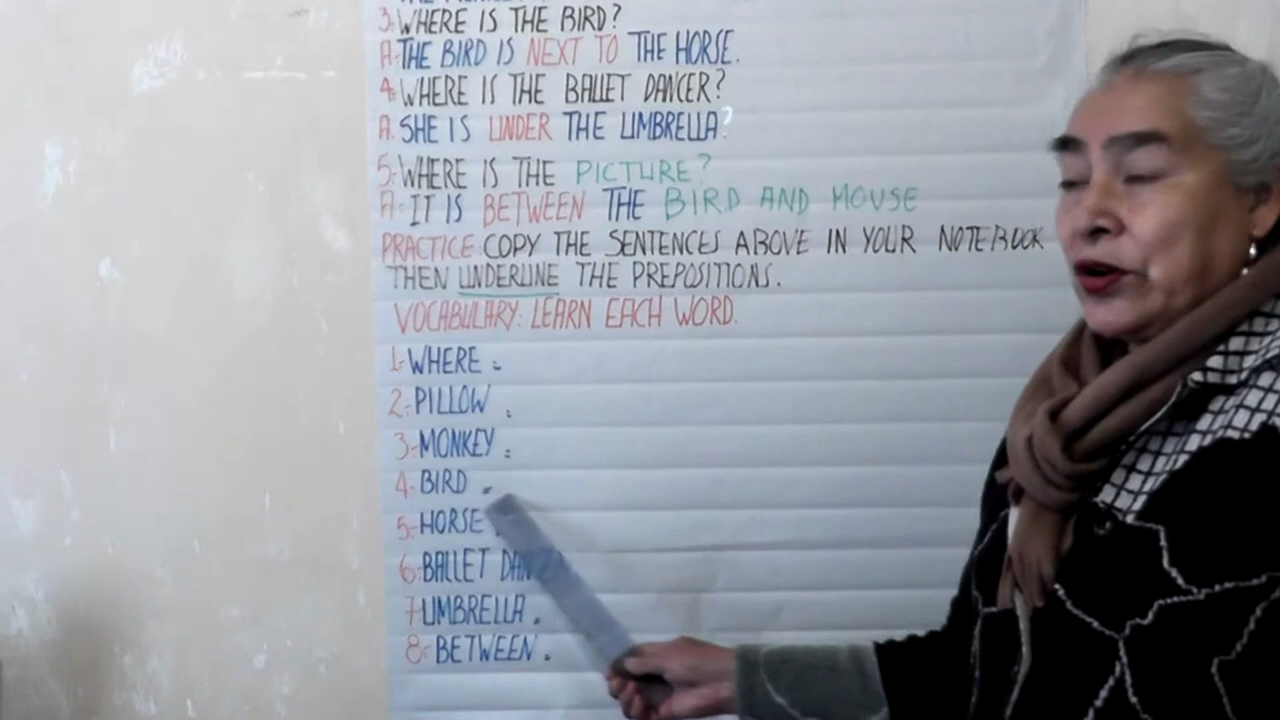 3: WHERE IS THE BIRD?
A: THE BIRD IS NEXT TO THE HORSE.
4: WHERE IS THE BALLET DANCER?
A. SHE IS UNDER THE UMBRELLA?
5: WHERE IS THE PICTURE?
A: IT IS BETWEEN THE BIRD AND MOUSE
PRACTICE: COPY THE SENTENCES ABOVE IN YOUR NOTEBOOK
THEN UNDERLINE THE PREPOSITIONS.
VOCABULARY: LEARN EACH WORD.
1- WHERE :
2- PILLOW :
3- MONKEY :
4- BIRD :
5- HORSE :
6- BALLET
7- UMBRELLA .
8- BETWEEN .